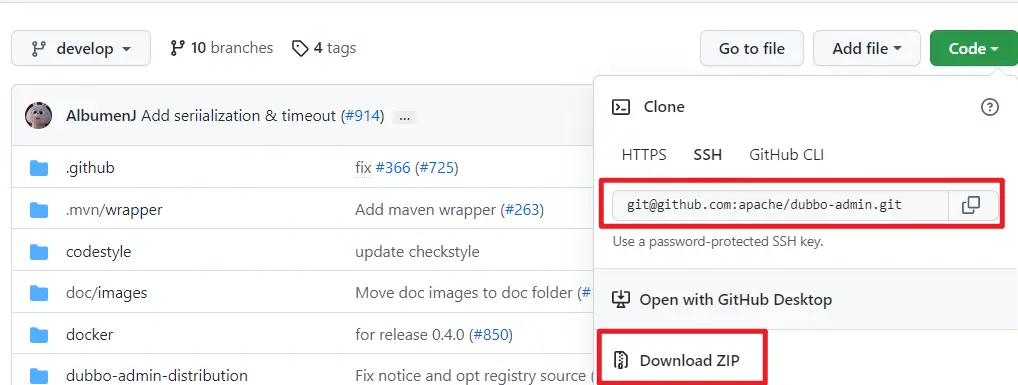 develop 10 branches 4 tags Go to file Add file Code
AlbumenJ Add seriialization & timeout (#914) ...
Clone
HTTPS SSH GitHub CLI
git@github.com:apache/dubbo-admin.git
Use a password-protected SSH key.
Open with GitHub Desktop
Download ZIP
.github fix #366 (#725)
.mvn/wrapper Add maven wrapper (#263)
codestyle update checkstyle
doc/images Move doc images to doc folder (#
docker for release 0.4.0 (#850)
dubbo-admin-distribution Fix notice and opt registry source (